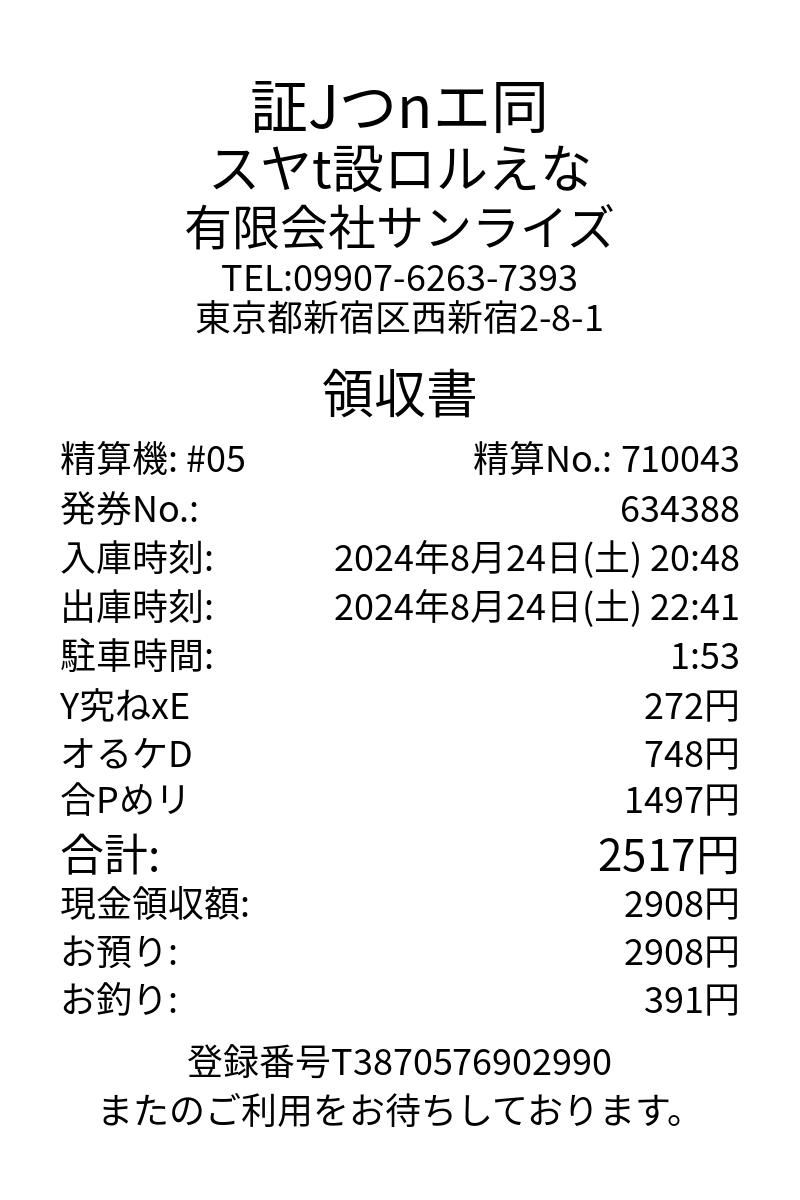 証Jつnエ同
スヤt設ロルえな
有限会社サンライズ
TEL:09907-6263-7393
東京都新宿区西新宿2-8-1
領収書
精算機: #05 精算No.: 710043
発券No.: 634388
入庫時刻: 2024年8月24日(土) 20:48
出庫時刻: 2024年8月24日(土) 22:41
駐車時間: 1:53
Y究ねxE 272円
オるケD 748円
合Pめリ 1497円
合計: 2517円
現金領収額: 2908円
お預り: 2908円
お釣り: 391円
登録番号T3870576902990
またのご利用をお待ちしております。